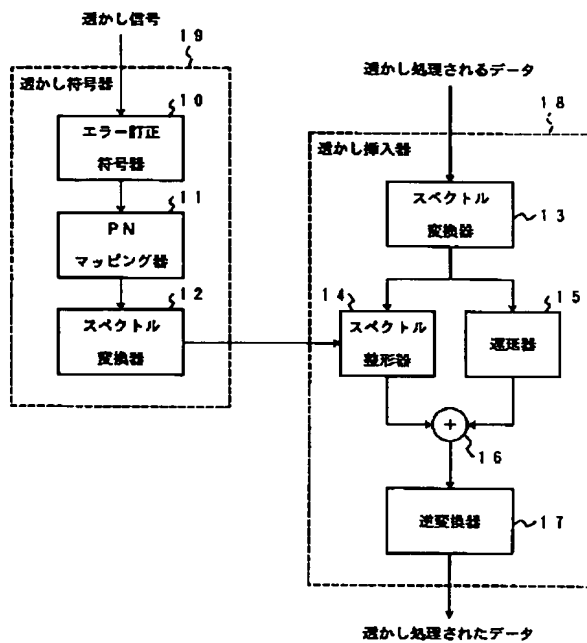 透かし信号
19
透かし符号器
10
エラー訂正
符号器
11
PN
マッピング器
12
スペクトル
変換器
透かし処理されるデータ
18
透かし挿入器
スペクトル
変換器
13
14
スペクトル
整形器
15
遅延器
+
16
逆変換器
17
透かし処理されたデータ